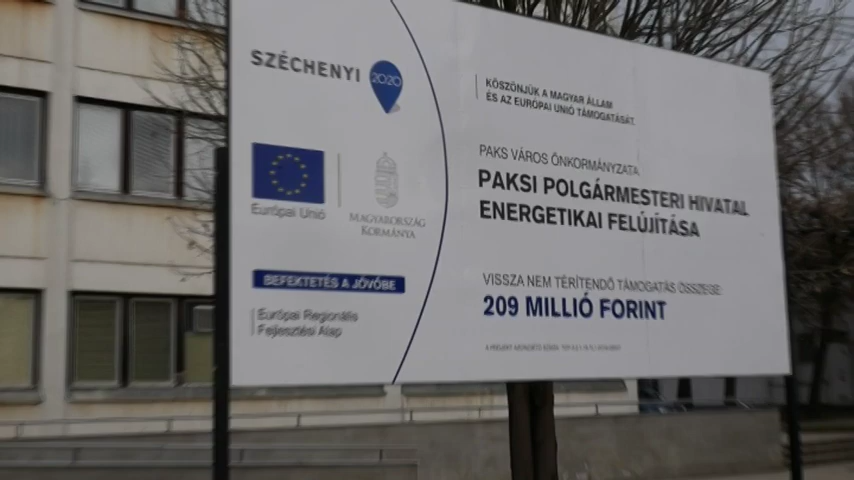 SZÉCHENYI 2020
Európai Unió
MAGYARORSZÁG
KORMÁNYA
BEFEKTETÉS A JÖVŐBE
Európai Regionális
Fejlesztési Alap
KÖSZÖNJÜK A MAGYAR ÁLLAM
ÉS AZ EURÓPAI UNIÓ TÁMOGATÁSÁT.
PAKS VÁROS ÖNKORMÁNYZATA
PAKSI POLGÁRMESTERI HIVATAL
ENERGETIKAI FELÚJÍTÁSA
VISSZA NEM TÉRÍTENDŐ TÁMOGATÁS ÖSSZEGE:
209 MILLIÓ FORINT